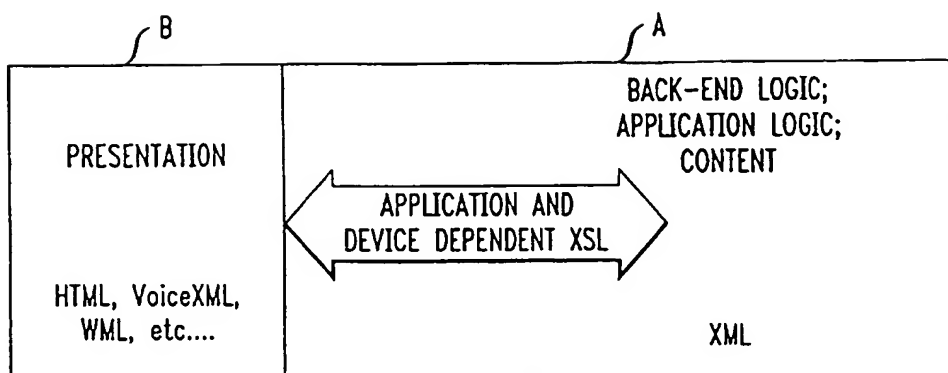 B
A
BACK-END LOGIC;
APPLICATION LOGIC;
CONTENT
PRESENTATION
APPLICATION AND
DEVICE DEPENDENT XSL
HTML, VoiceXML,
WML, etc....
XML